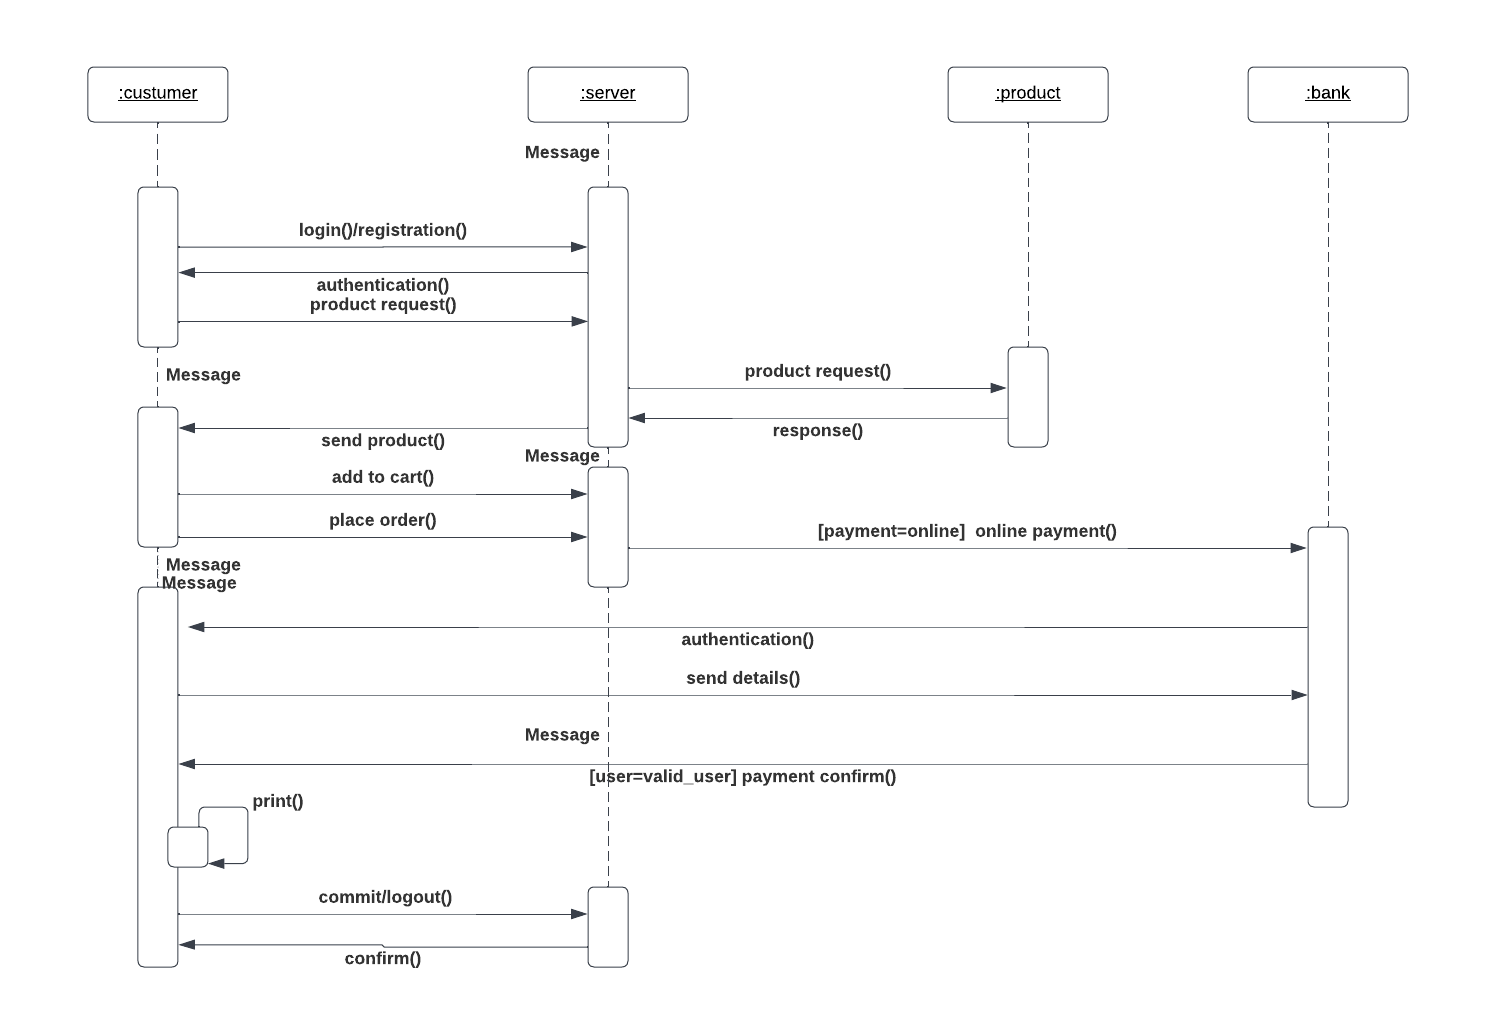 :custumer
:server
:product
:bank
Message
login()/registration()
authentication()
product request()
Message
product request()
response()
send product()
Message
add to cart()
place order()
[payment=online]  online payment()
Message
Message
authentication()
send details()
Message
[user=valid_user] payment confirm()
print()
commit/logout()
confirm()